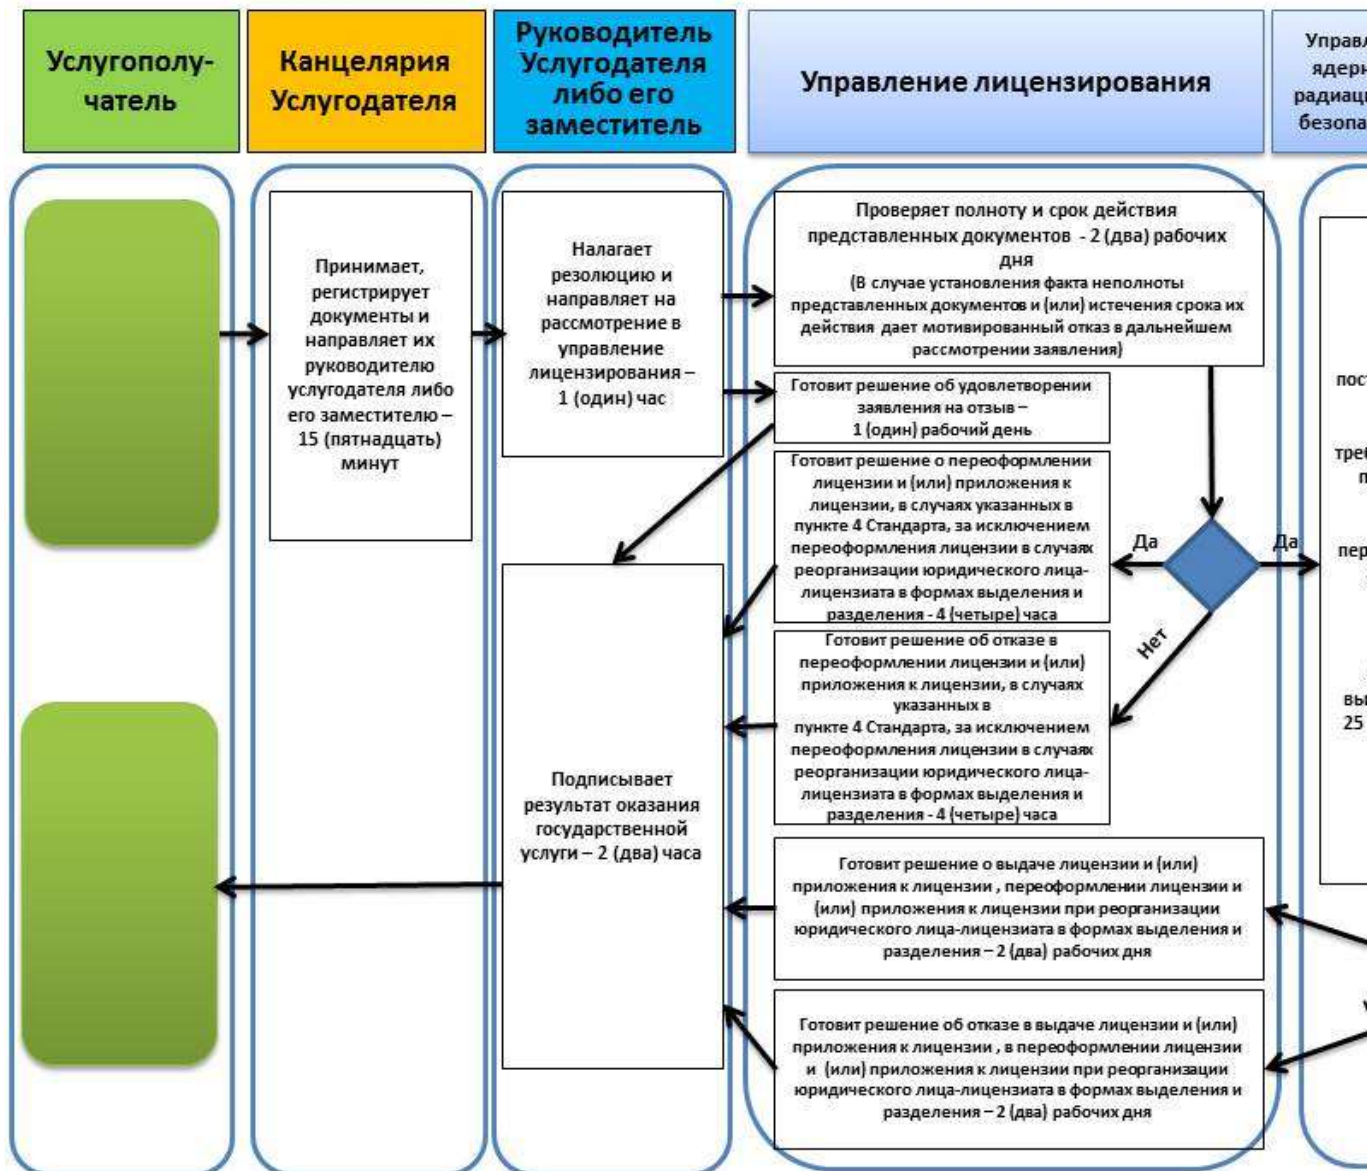 Услугополу-
чатель
Канцелярия
Услугодателя
Руководитель
Услугодателя
либо его
заместитель
Управление лицензирования
Принимает,
регистрирует
документы и
направляет их
руководителю
услугодателя либо
его заместителю –
15 (пятнадцать)
минут
Налагает
резолюцию и
направляет на
рассмотрение в
управление
лицензирования –
1 (один) час
Подписывает
результат оказания
государственной
услуги – 2 (два) часа
Проверяет полноту и срок действия
представленных документов - 2 (два) рабочих
дня
(В случае установления факта неполноты
представленных документов и (или) истечения срока их
действия дает мотивированный отказ в дальнейшем
рассмотрении заявления)
Готовит решение об удовлетворении
заявления на отзыв –
1 (один) рабочий день
Готовит решение о переоформлении
лицензии и (или) приложения к
лицензии, в случаях указанных в
пункте 4 Стандарта, за исключением
переоформления лицензии в случаях
реорганизации юридического лица-
лицензиата в формах выделения и
разделения - 4 (четыре) часа
Да
Да
Нет
Готовит решение об отказе в
переоформлении лицензии и (или)
приложения к лицензии, в случаях
указанных в
пункте 4 Стандарта, за исключением
переоформления лицензии в случаях
реорганизации юридического лица-
лицензиата в формах выделения и
разделения - 4 (четыре) часа
Готовит решение о выдаче лицензии и (или)
приложения к лицензии , переоформлении лицензии и
(или) приложения к лицензии при реорганизации
юридического лица-лицензиата в формах выделения и
разделения – 2 (два) рабочих дня
Готовит решение об отказе в выдаче лицензии и (или)
приложения к лицензии , в переоформлении лицензии
и (или) приложения к лицензии при реорганизации
юридического лица-лицензиата в формах выделения и
разделения – 2 (два) рабочих дня
25